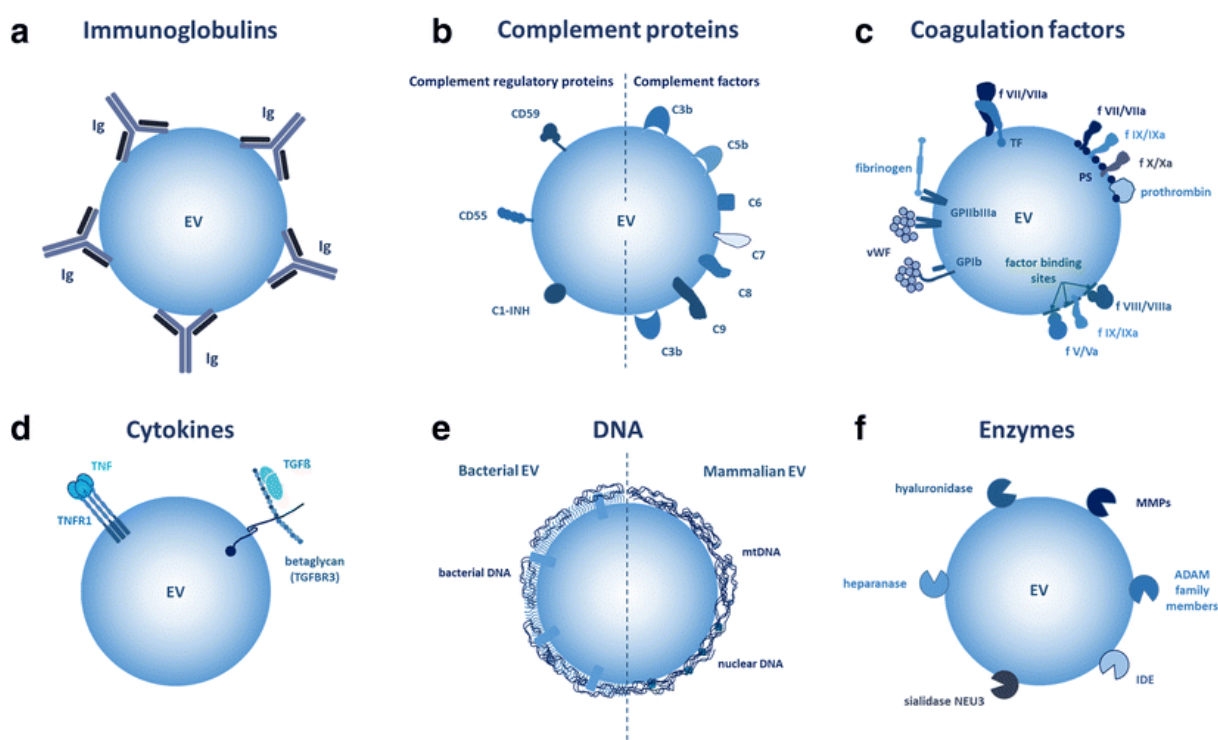 a Immunoglobulins
Ig
Ig
Ig
Ig
Ig
EV
b Complement proteins
Complement regulatory proteins
Complement factors
CD59
CD55
C1-INH
EV
C3b
C5b
C6
C7
C8
C9
C3b
c Coagulation factors
f VII/VIIa
TF
f VII/VIIa
f IX/IXa
f X/Xa
PS
prothrombin
fibrinogen
GPIIbIIIa
EV
vWF
GPIb
factor binding
sites
f VIII/VIIIa
f IX/IXa
f V/Va
d Cytokines
TNF
TNFR1
TGFß
betaglycan
(TGFBR3)
EV
e DNA
Bacterial EV
Mammalian EV
bacterial DNA
mtDNA
nuclear DNA
f Enzymes
hyaluronidase
MMPs
heparanase
EV
ADAM
family
members
IDE
sialidase NEU3